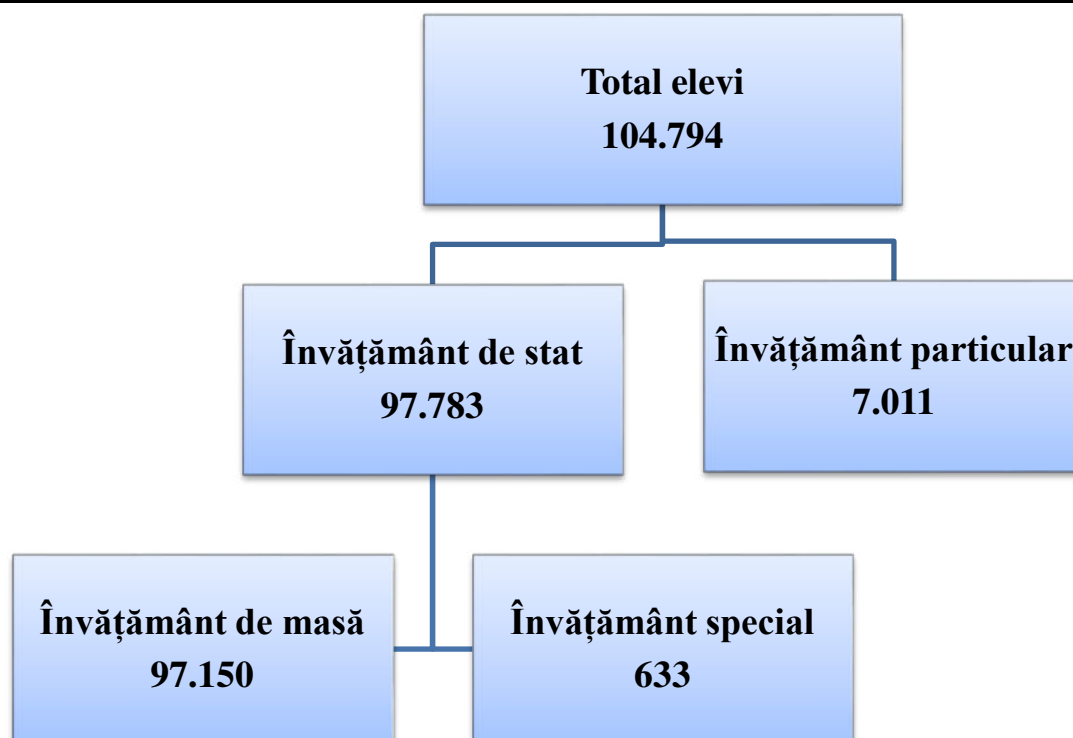 Total elevi
104.794
Învățământ de stat
97.783
Învățământ particular
7.011
Învățământ de masă
97.150
Învățământ special
633